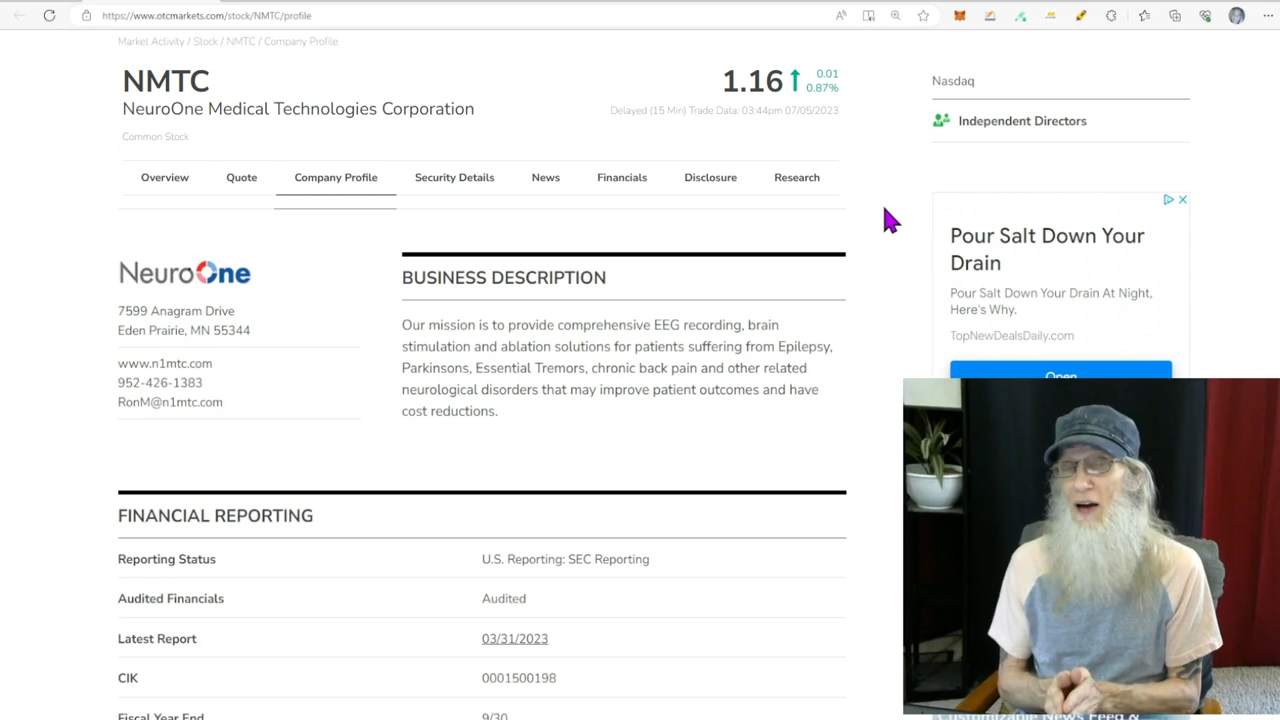 https://www.otcmarkets.com/stock/NMTC/profile
Market Activity / Stock / NMTC / Company Profile
NMTC
NeuroOne Medical Technologies Corporation
Common Stock
1.16
0.01
0.87%
Delayed (15 Min) Trade Data: 03:44pm 07/05/2023
Overview Quote Company Profile Security Details News Financials Disclosure Research
NeuroOne
7599 Anagram Drive
Eden Prairie, MN 55344
www.n1mtc.com
952-426-1383
RonM@n1mtc.com
BUSINESS DESCRIPTION
Our mission is to provide comprehensive EEG recording, brain
stimulation and ablation solutions for patients suffering from Epilepsy,
Parkinsons, Essential Tremors, chronic back pain and other related
neurological disorders that may improve patient outcomes and have
cost reductions.
FINANCIAL REPORTING
Reporting Status U.S. Reporting: SEC Reporting
Audited Financials Audited
Latest Report 03/31/2023
CIK 0001500198
Fiscal Year End 9/30
Nasdaq
Independent Directors
Pour Salt Down Your
Drain
Pour Salt Down Your Drain At Night,
Here's Why.
TopNewDealsDaily.com
Open
Customizable News Feed &